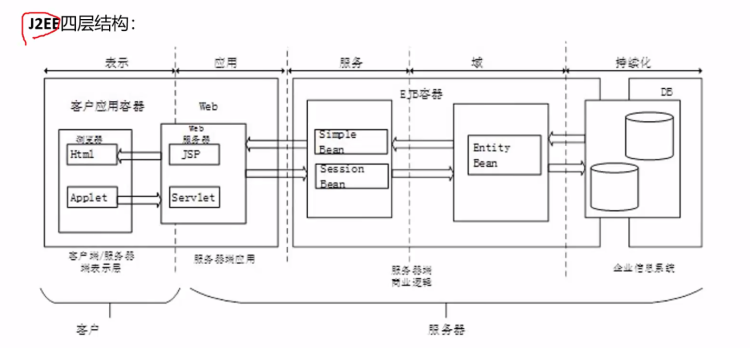 J2EE四层结构：
表示 应用 服务 域 持续化
客户应用容器 Web EJB容器 DB
浏览器 Web
服务器
Html JSP Simple
Bean
Session
Bean
Entity
Bean
Applet Servlet
客户端/服务器
端表示层
服务器端应用
服务器端
商业逻辑
企业信息系统
客户 服务器